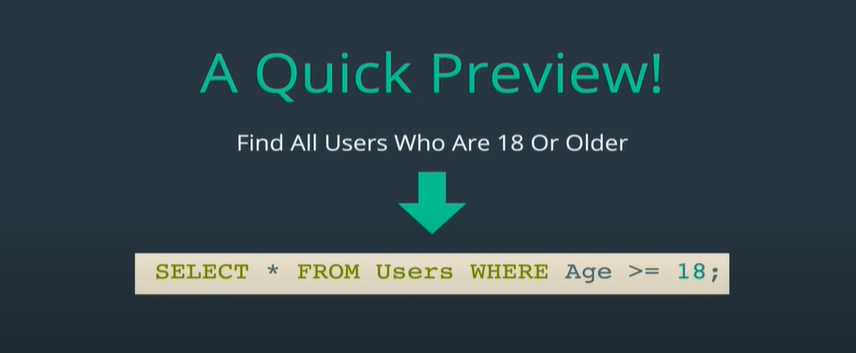 A Quick Preview!
Find All Users Who Are 18 Or Older
SELECT * FROM Users WHERE Age >= 18;